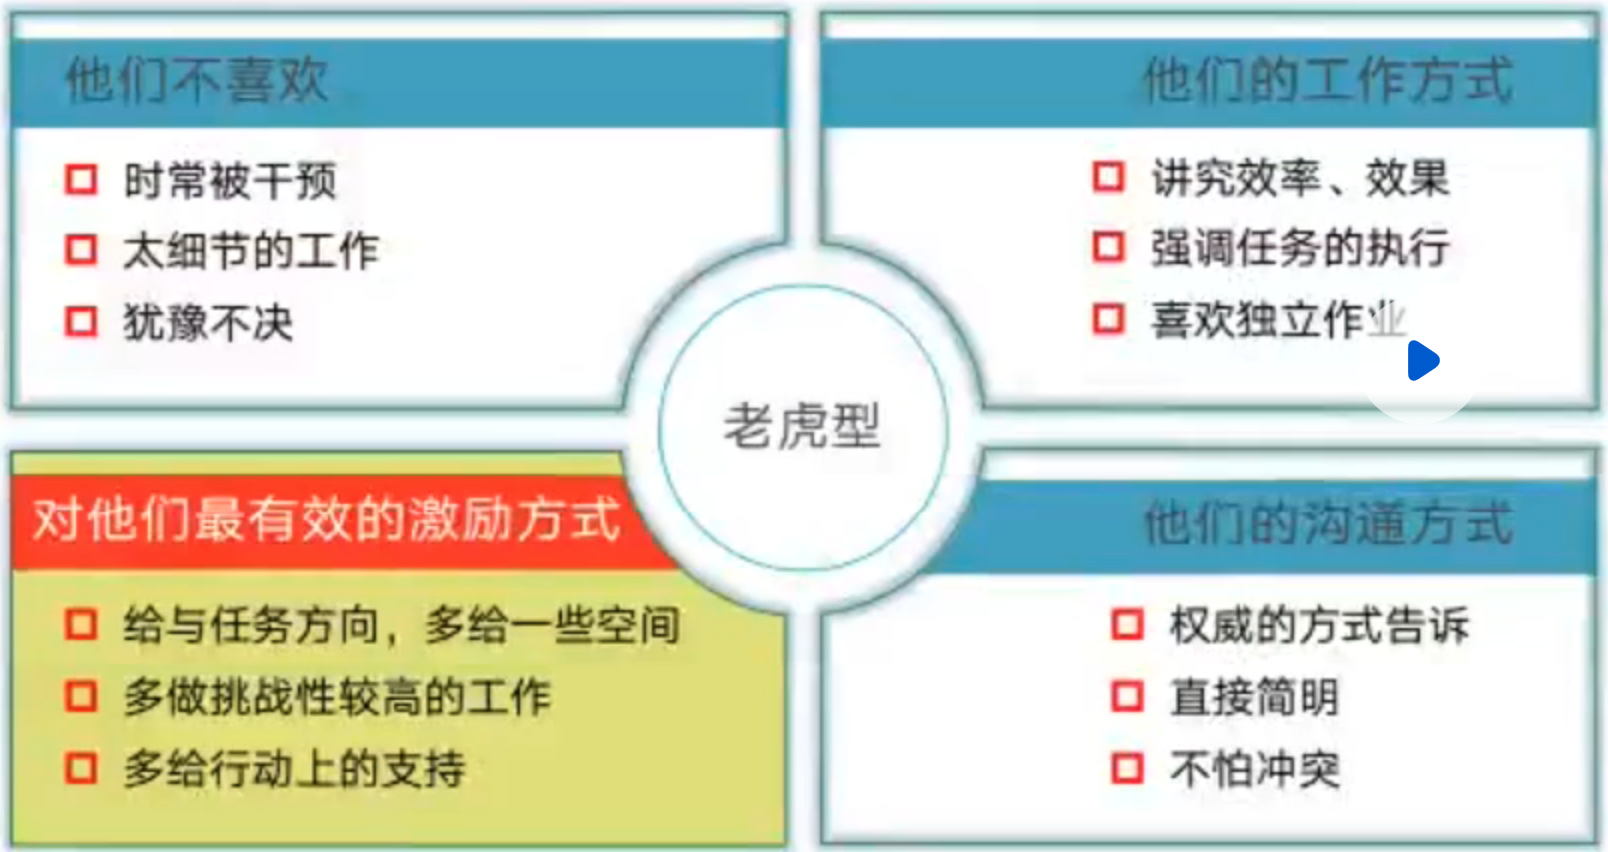 他们不喜欢
时常被干预
太细节的工作
犹豫不决
他们的工作方式
讲究效率、效果
强调任务的执行
喜欢独立作业
老虎型
对他们最有效的激励方式
给与任务方向，多给一些空间
多做挑战性较高的工作
多给行动上的支持
他们的沟通方式
权威的方式告诉
直接简明
不怕冲突